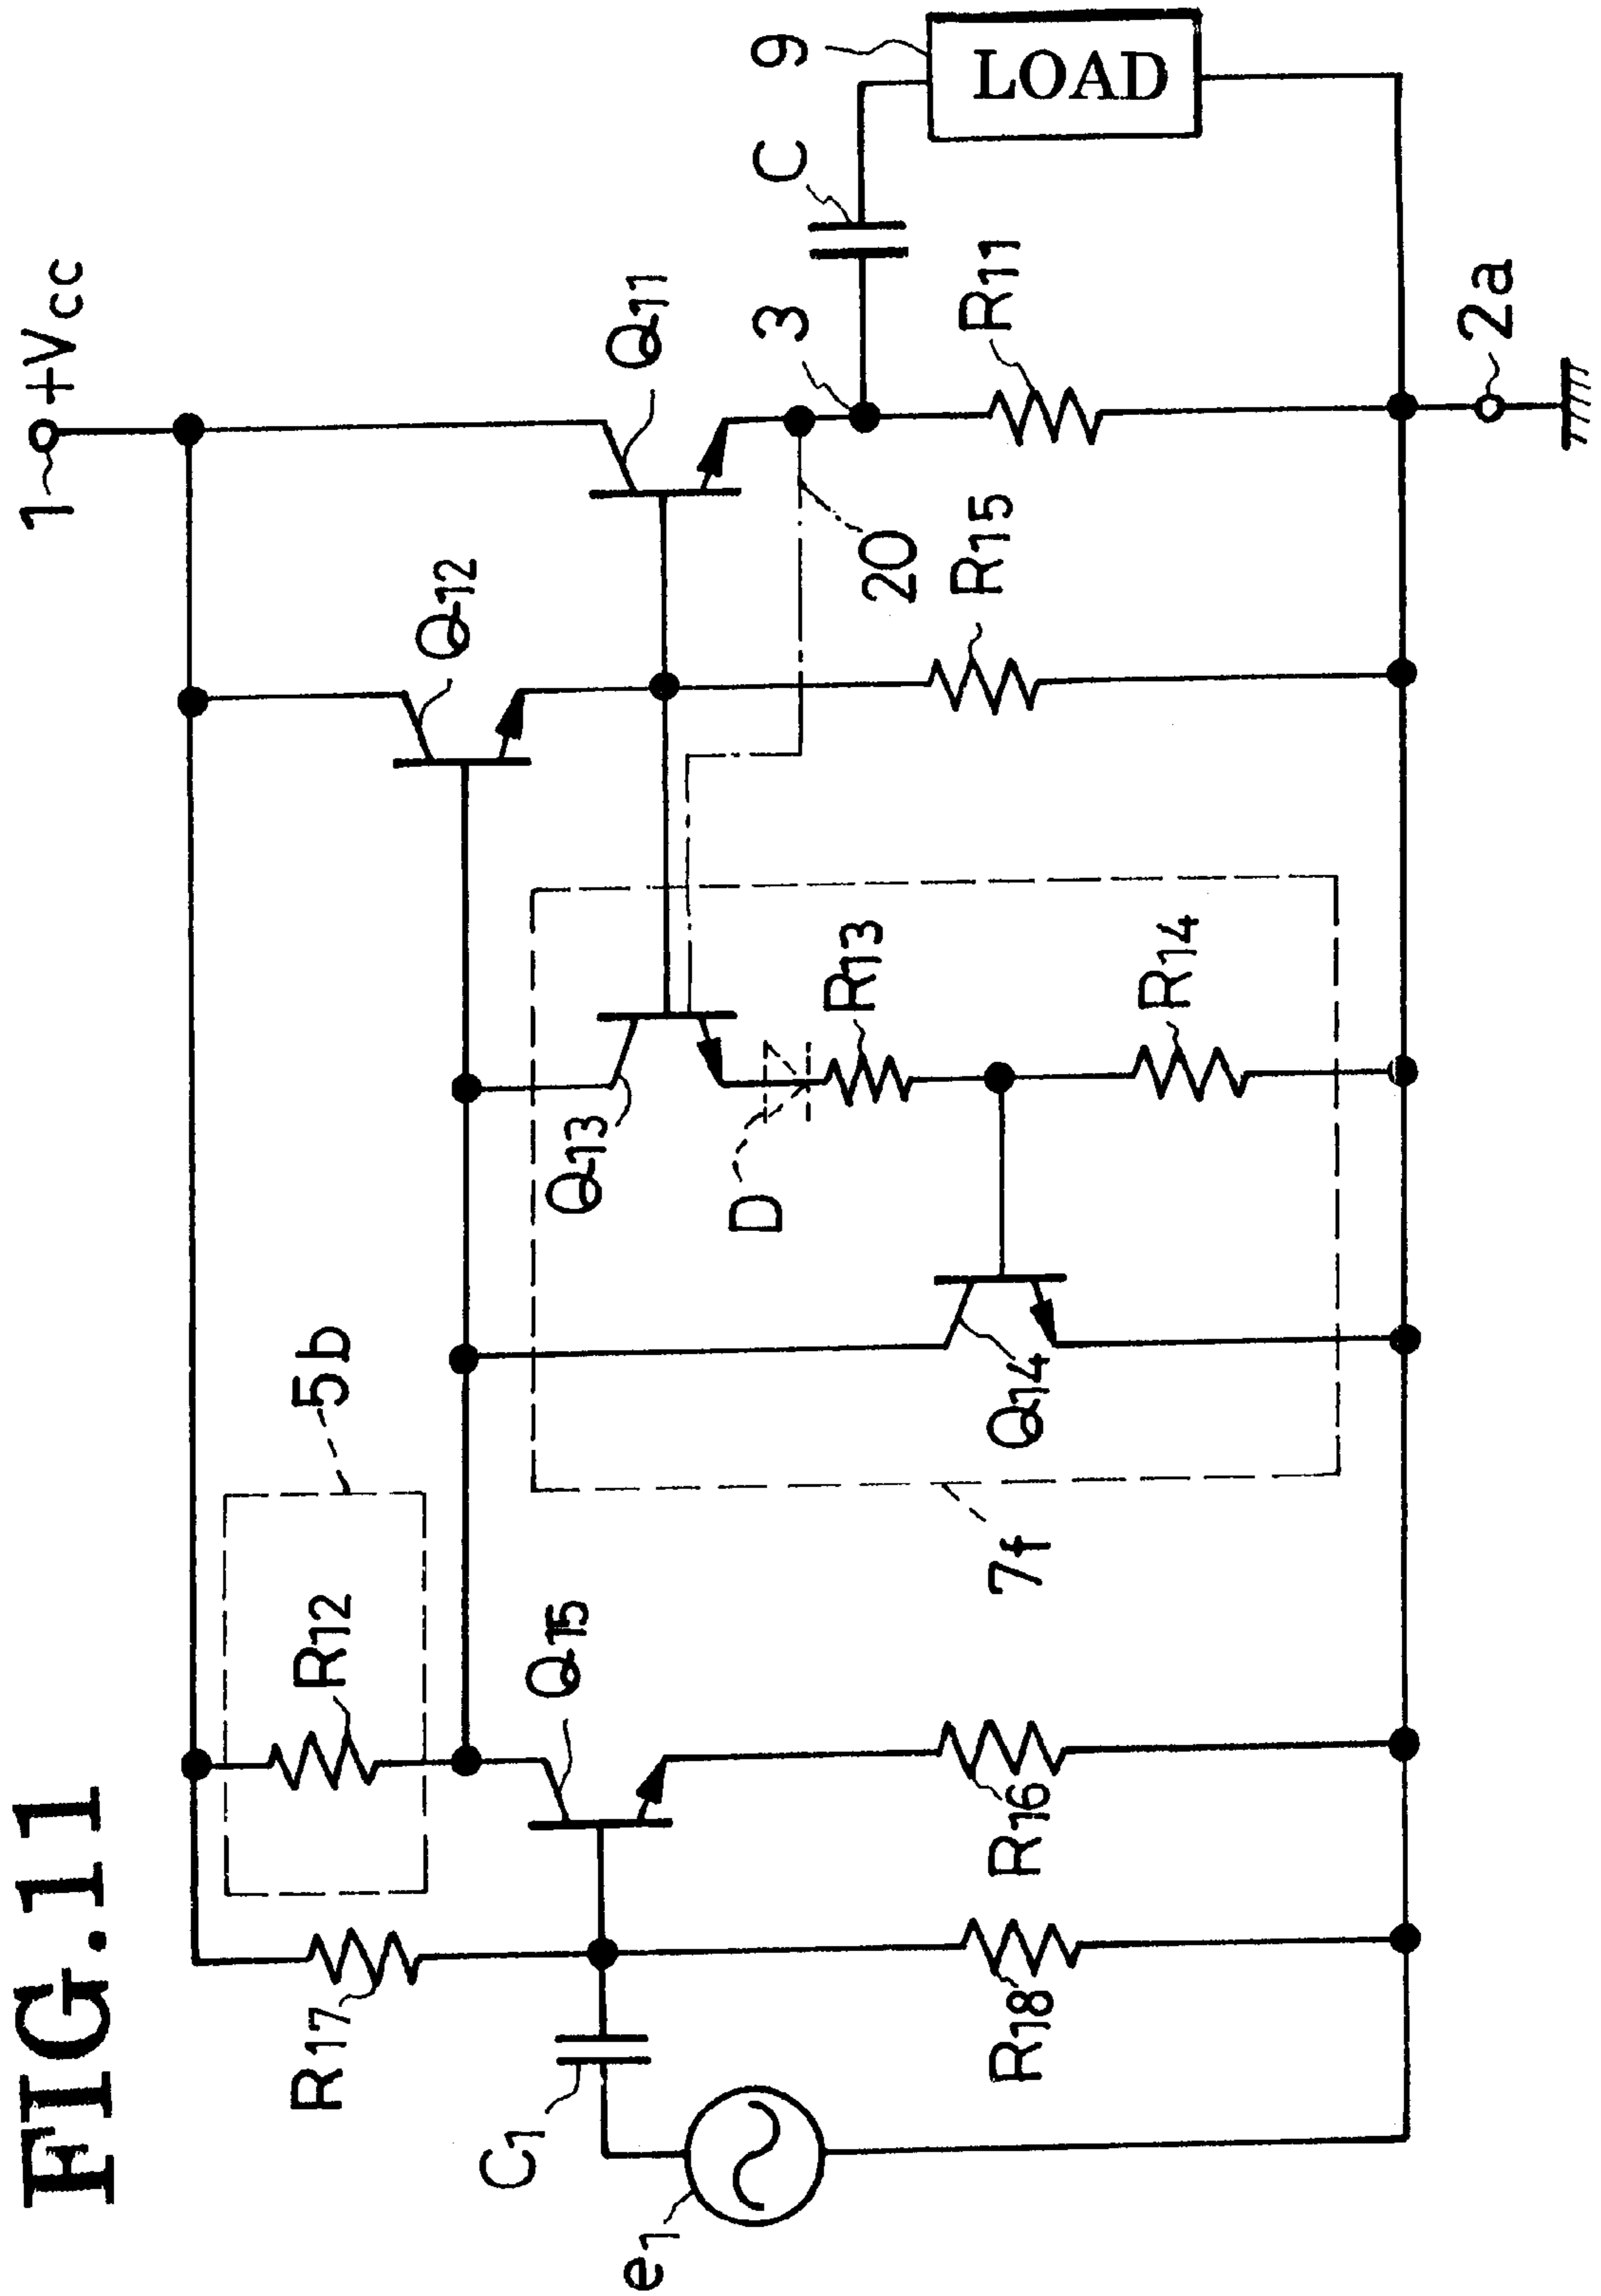 FIG.11
1
+Vcc
5b
R12
R17
Q12
Q11
Q15
Q13
C1
e1
D
R13
3
C
9
LOAD
20
Q14
7f
R14
R15
R11
R18
R16
2a